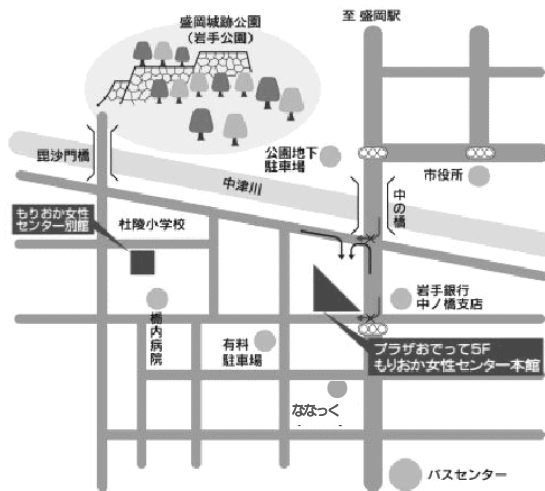 盛岡城跡公園
（岩手公園）
至 盛岡駅
毘沙門橋
公園地下
駐車場
中津川
中の橋
市役所
もりおか女性
センター別館
杜陵小学校
岩手銀行
中ノ橋支店
栃内病院
有料
駐車場
プラザおでって5F
もりおか女性センター本館
ななっく
バスセンター